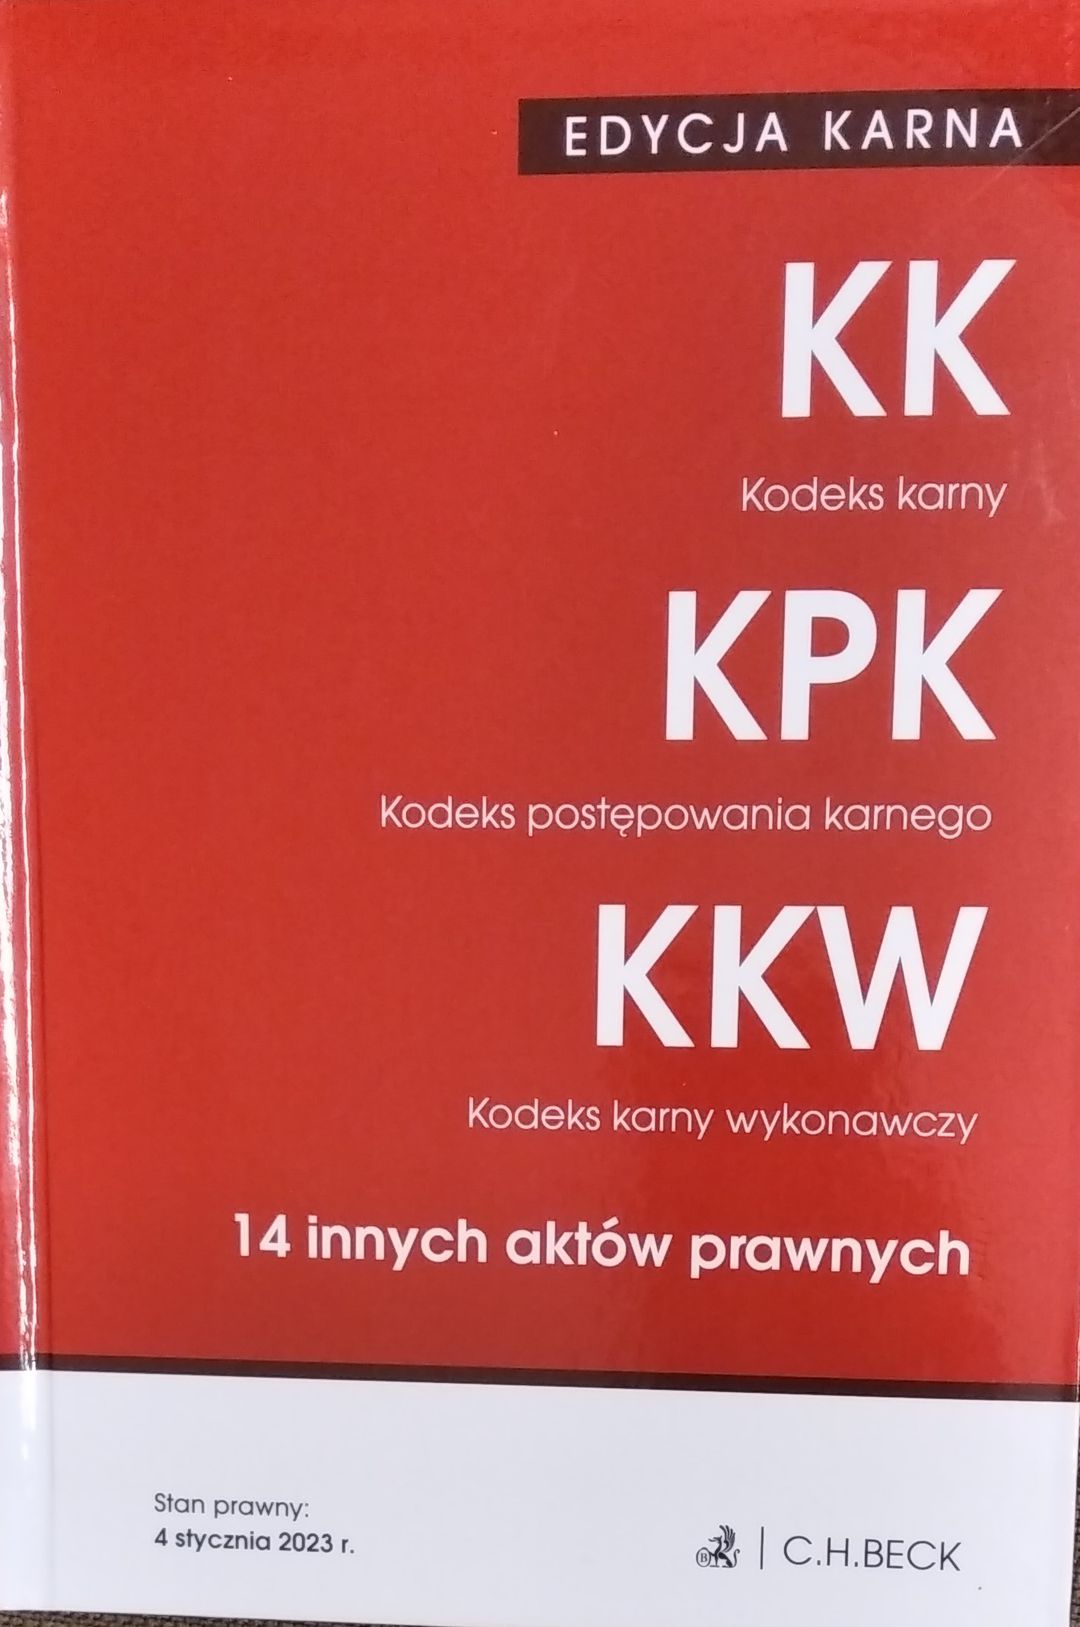 EDYCJA KARNA
KK
Kodeks karny
KPK
Kodeks postępowania karnego
KKW
Kodeks karny wykonawczy
14 innych aktów prawnych
Stan prawny:
4 stycznia 2023 r.
C.H.BECK